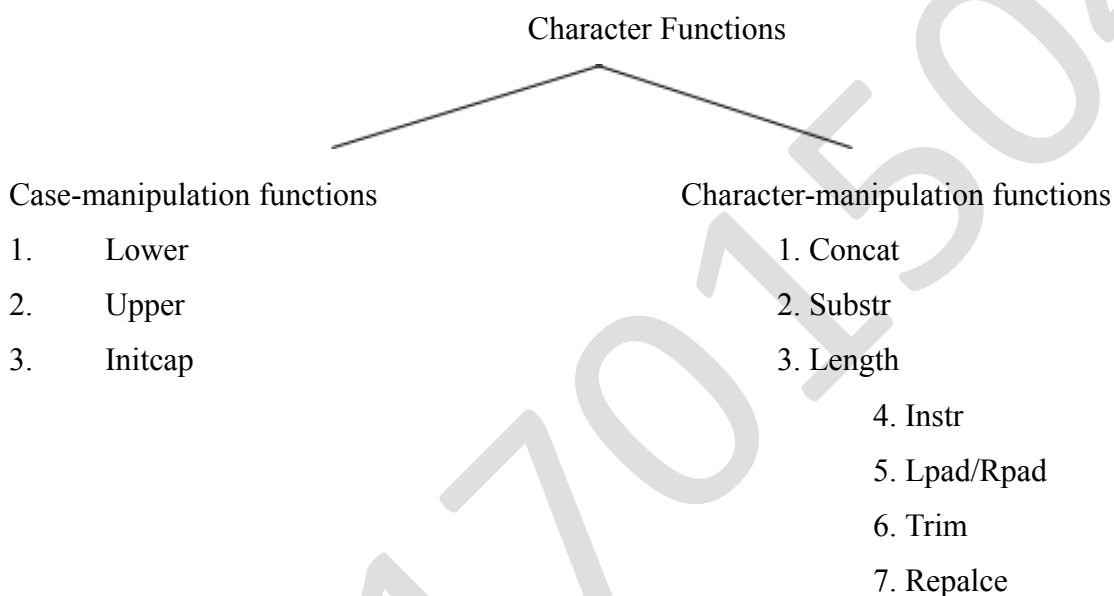 Character Functions
Case-manipulation functions
1. Lower
2. Upper
3. Initcap
Character-manipulation functions
1. Concat
2. Substr
3. Length
4. Instr
5. Lpad/Rpad
6. Trim
7. Repalce